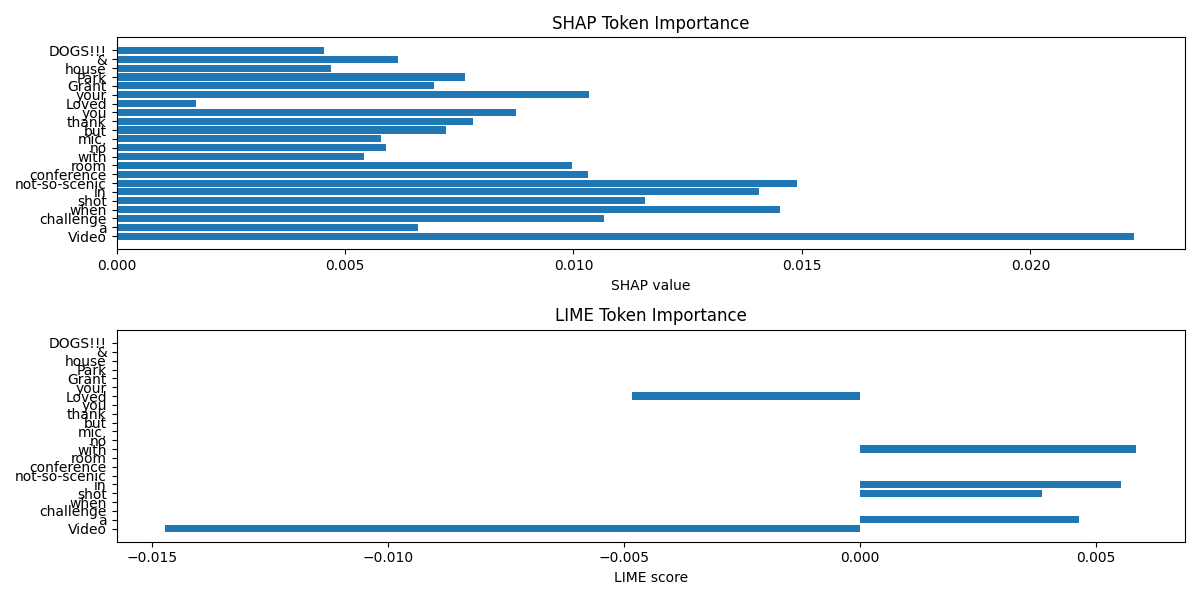 SHAP Token Importance
DOGS!!!
&
house
Park
Grant
your
Loved
you
thank
but
mic,
no
with
room
conference
not-so-scenic
in
shot
when
challenge
a
Video
0.000 0.005 0.010 0.015 0.020
SHAP value
LIME Token Importance
DOGS!!!
&
house
Park
Grant
your
Loved
you
thank
but
mic,
no
with
room
conference
not-so-scenic
in
shot
when
challenge
a
Video
−0.015 −0.010 −0.005 0.000 0.005
LIME score